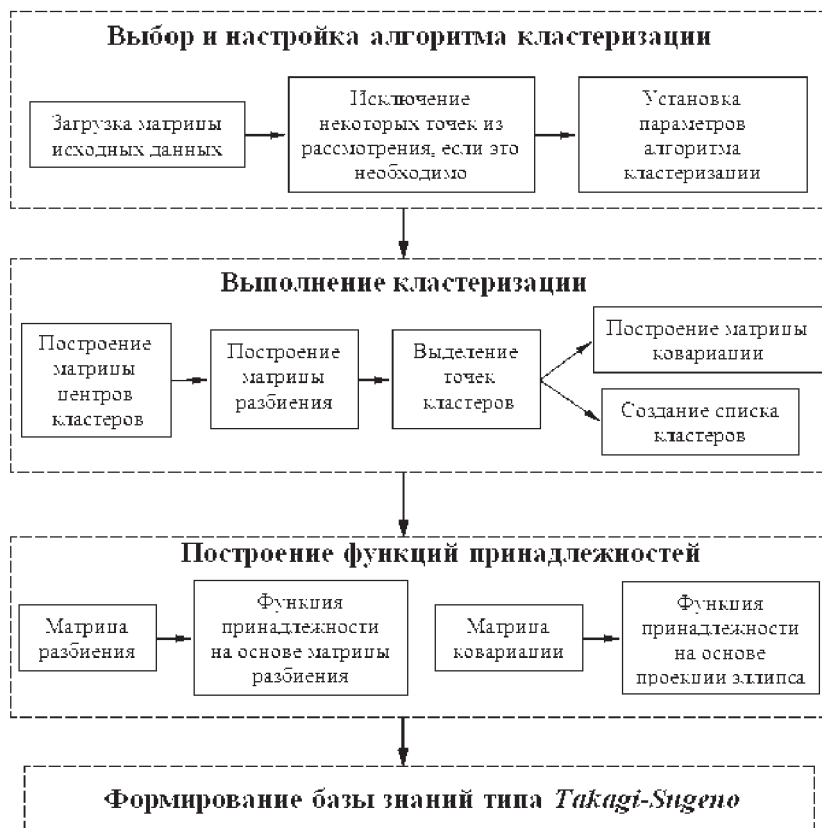 Выбор и настройка алгоритма кластеризации
Загрузка матрицы
исходных данных
Исключение
некоторых точек из
рассмотрения, если это
необходимо
Установка
параметров
алгоритма
кластеризации
Выполнение кластеризации
Построение
матрицы
центров
кластеров
Построение
матрицы
разбиения
Выделение
точек
кластеров
Построение матрицы
ковариации
Создание списка
кластеров
Построение функций принадлежностей
Матрица
разбиения
Функция
принадлежности
на основе матрицы
разбиения
Матрица
ковариации
Функция
принадлежности
на основе
проекции эллипса
Формирование базы знаний типа Takagi-Sugeno